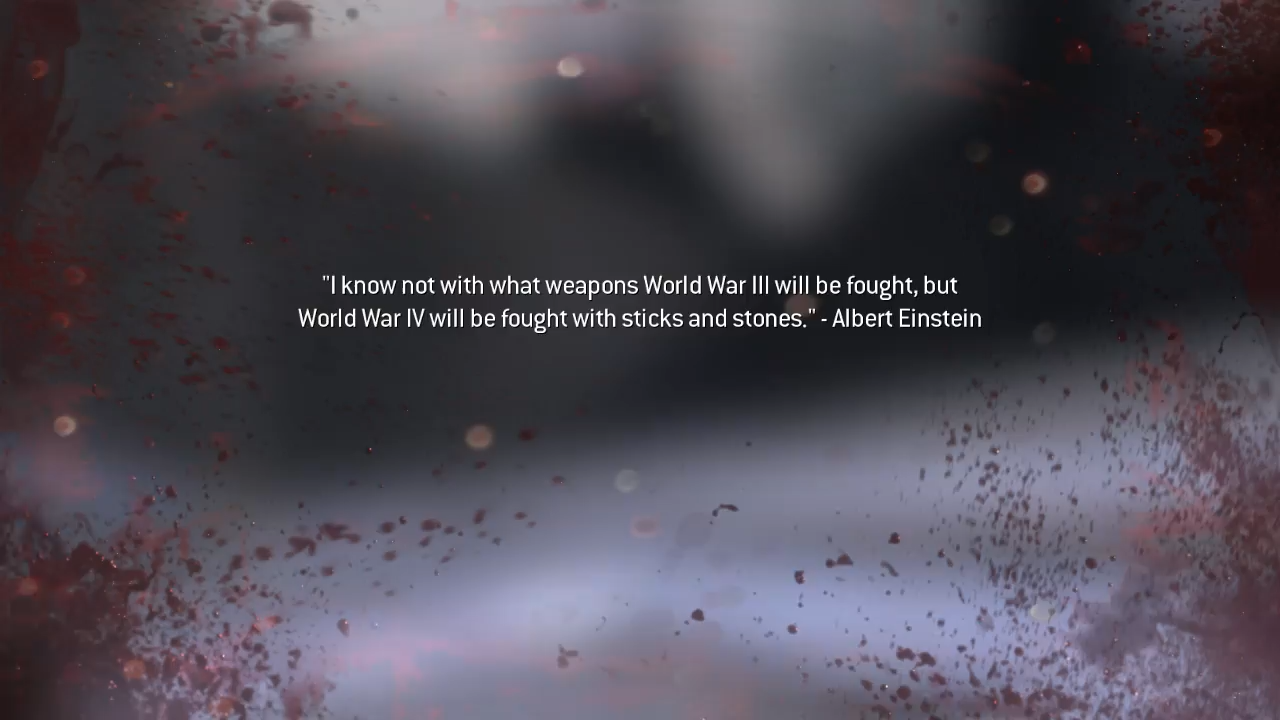 "I know not with what weapons World War III will be fought, but
World War IV will be fought with sticks and stones." - Albert Einstein